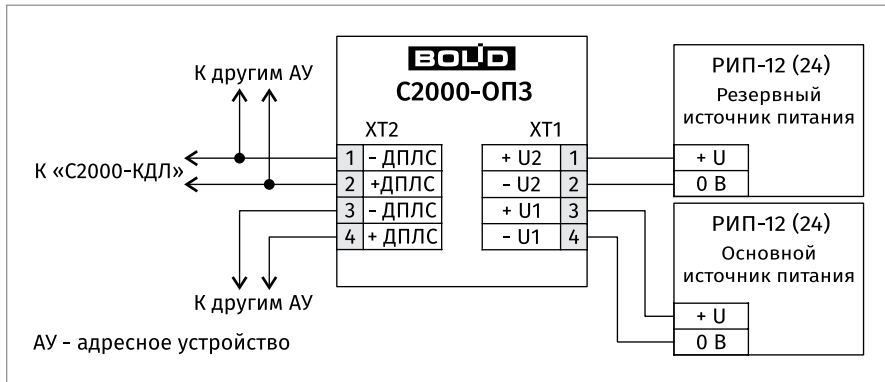 BOLID
С2000-ОПЗ
К другим АУ
К «С2000-КДЛ»
XT2
1 - ДПЛС
2 +ДПЛС
3 - ДПЛС
4 + ДПЛС
XT1
+ U2 1
- U2 2
+ U1 3
- U1 4
К другим АУ
АУ - адресное устройство
РИП-12 (24)
Резервный
источник питания
+ U
0 В
РИП-12 (24)
Основной
источник питания
+ U
0 В